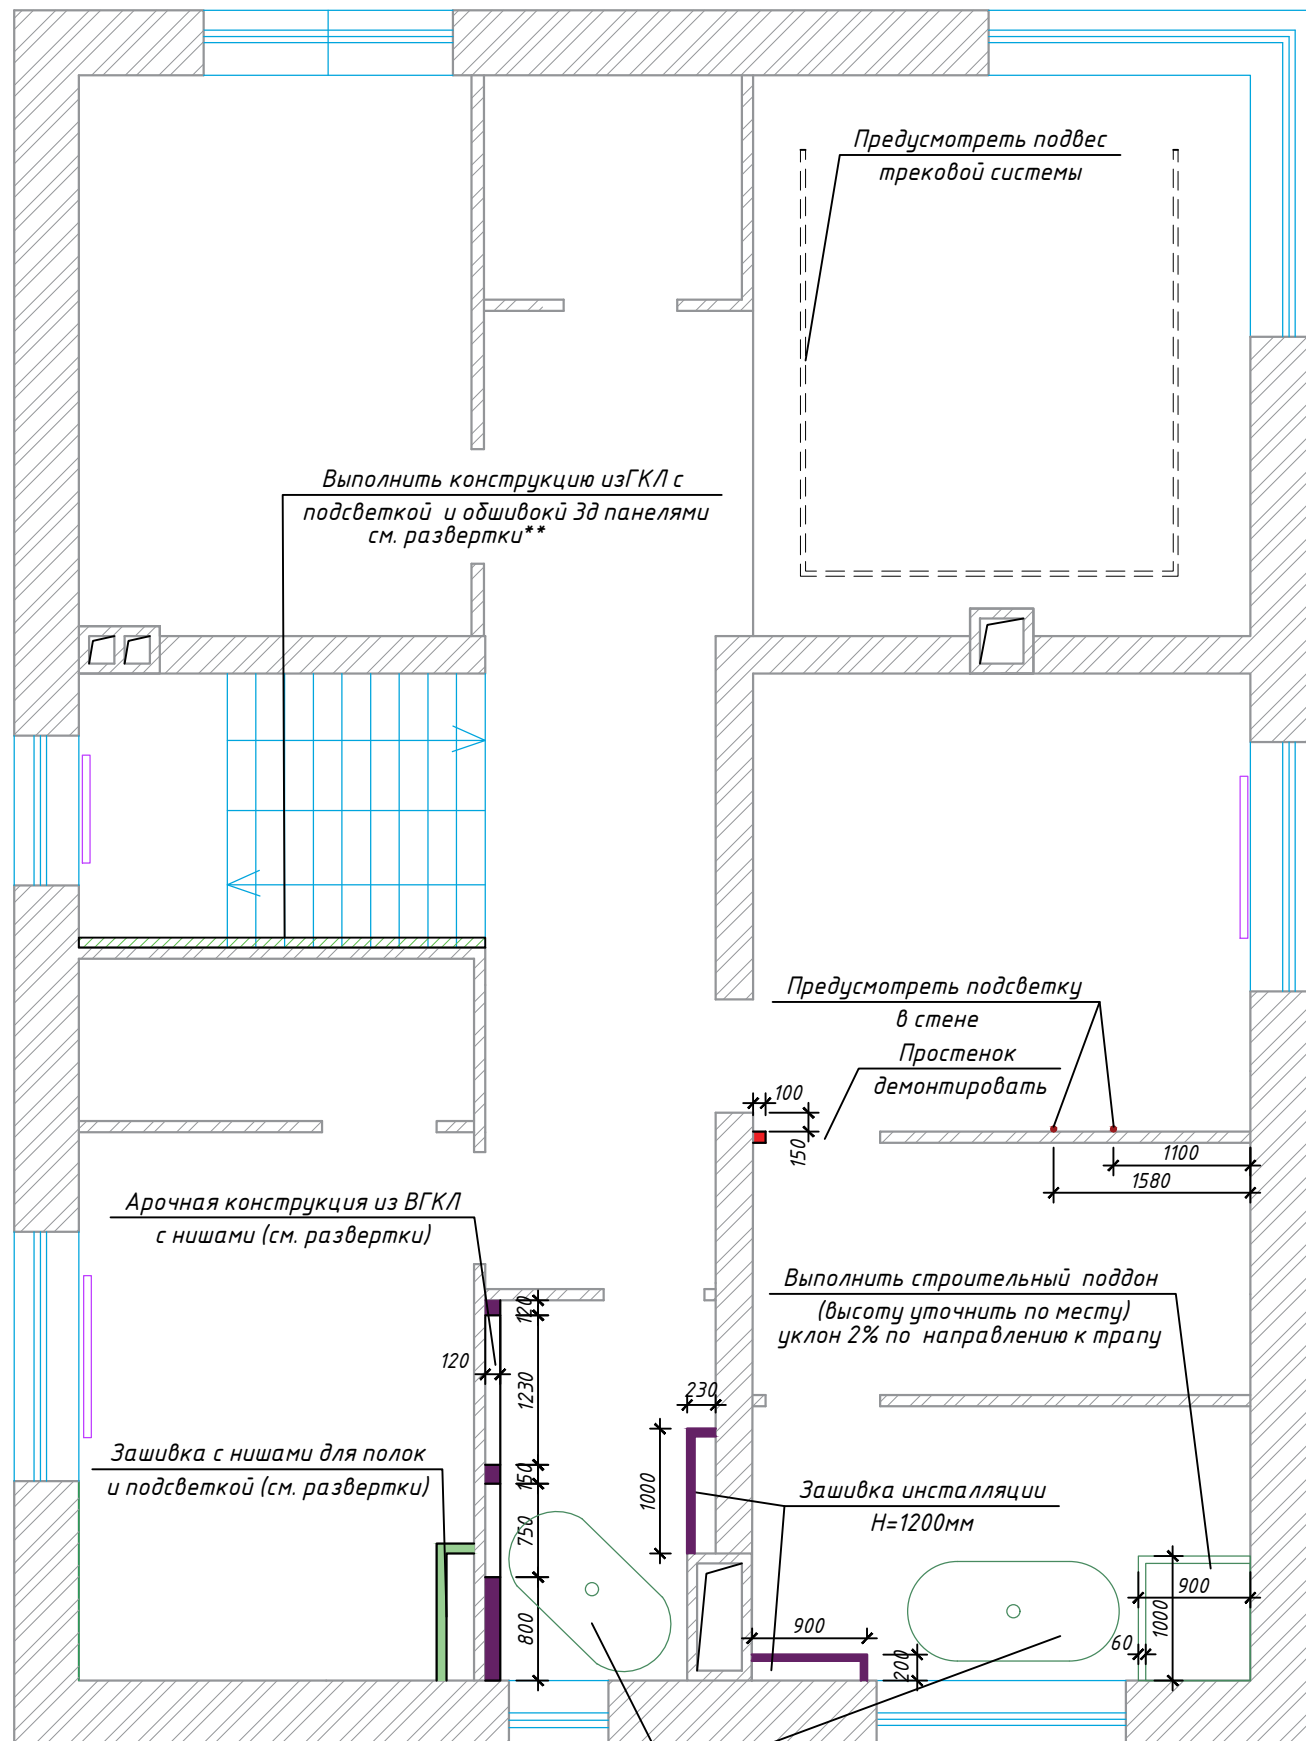 Предусмотреть подвес
трековой системы
Выполнить конструкцию изГКЛ с
подсветкой и обшивокй 3д панелями
см. развертки**
Предусмотреть подсветку
в стене
Простенок
демонтировать
100
150
1100
1580
Арочная конструкция из ВГКЛ
с нишами (см. развертки)
Выполнить строительный поддон
(высоту уточнить по месту)
уклон 2% по направлению к трапу
120
120
1230
230
Зашивка с нишами для полок
и подсветкой (см. развертки)
150
1000
Зашивка инсталляции
Н=1200мм
750
900
1000
800
900
60
200